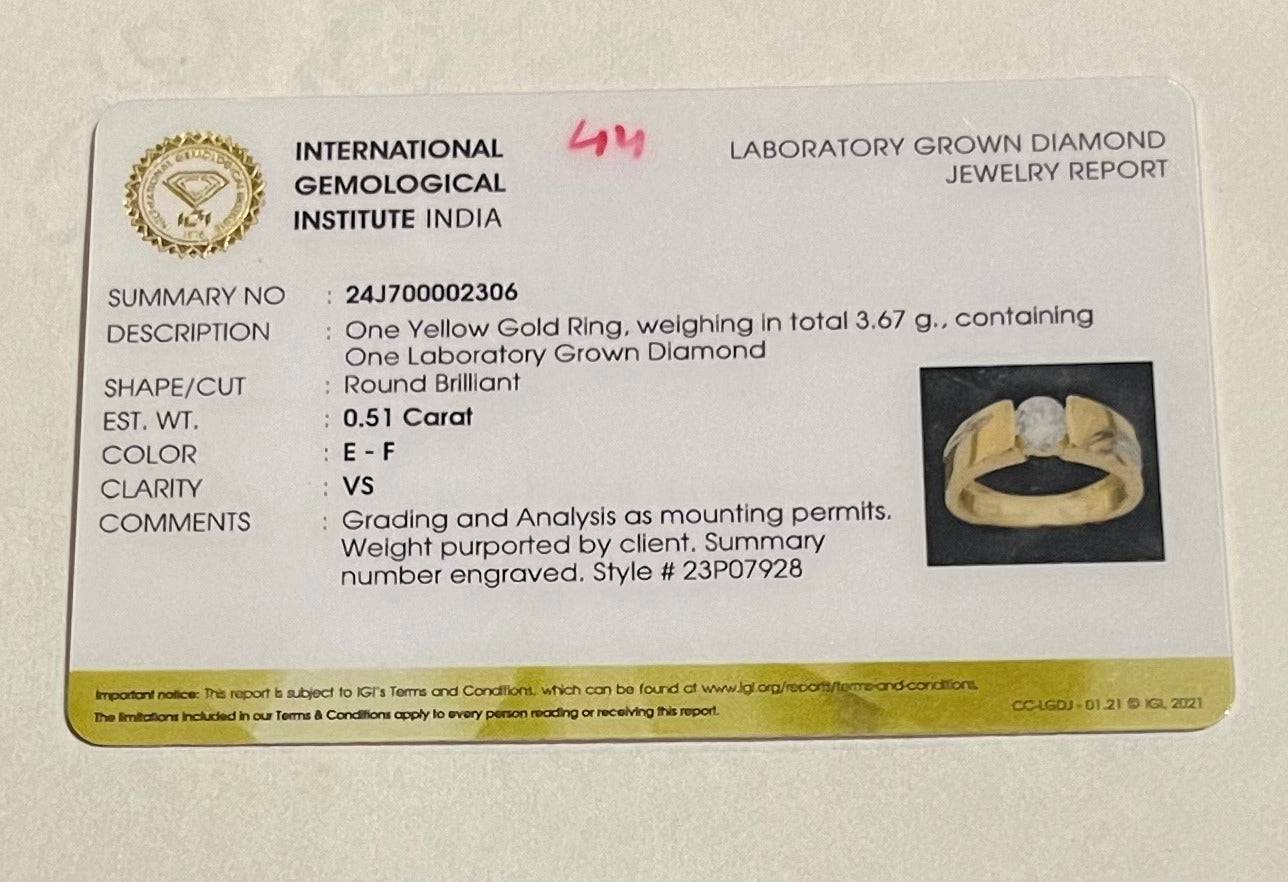 INTERNATIONAL
GEMOLOGICAL
INSTITUTE INDIA
44
LABORATORY GROWN DIAMOND
JEWELRY REPORT
SUMMARY NO : 24J700002306
DESCRIPTION : One Yellow Gold Ring, weighing in total 3.67 g., containing
One Laboratory Grown Diamond
SHAPE/CUT : Round Brilliant
EST. WT. : 0.51 Carat
COLOR : E - F
CLARITY : VS
COMMENTS : Grading and Analysis as mounting permits.
Weight purported by client. Summary
number engraved. Style # 23P07928
Important notice: This report is subject to IGI's Terms and Conditions, which can be found at www.igi.org/reports/terms-and-conditions.
The limitations included in our Terms & Conditions apply to every person reading or receiving this report.
CC-LGDJ - 01.21 © IGI, 2021